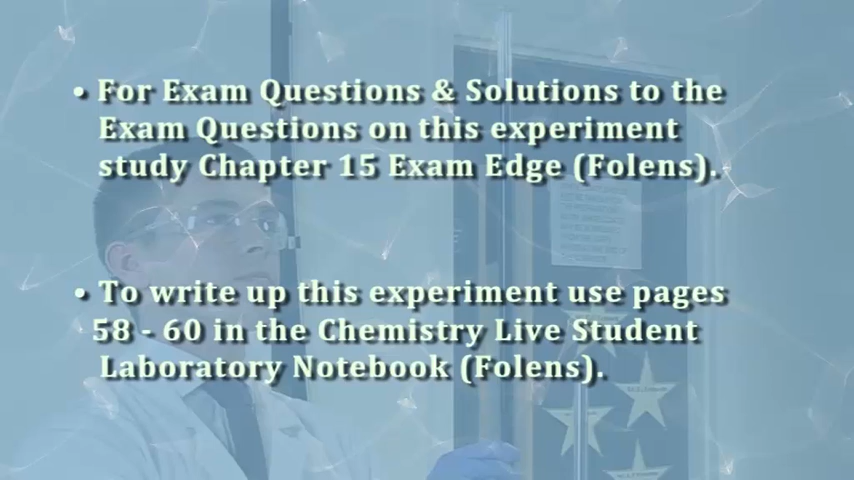 • For Exam Questions & Solutions to the
Exam Questions on this experiment
study Chapter 15 Exam Edge (Folens).
• To write up this experiment use pages
58 - 60 in the Chemistry Live Student
Laboratory Notebook (Folens).